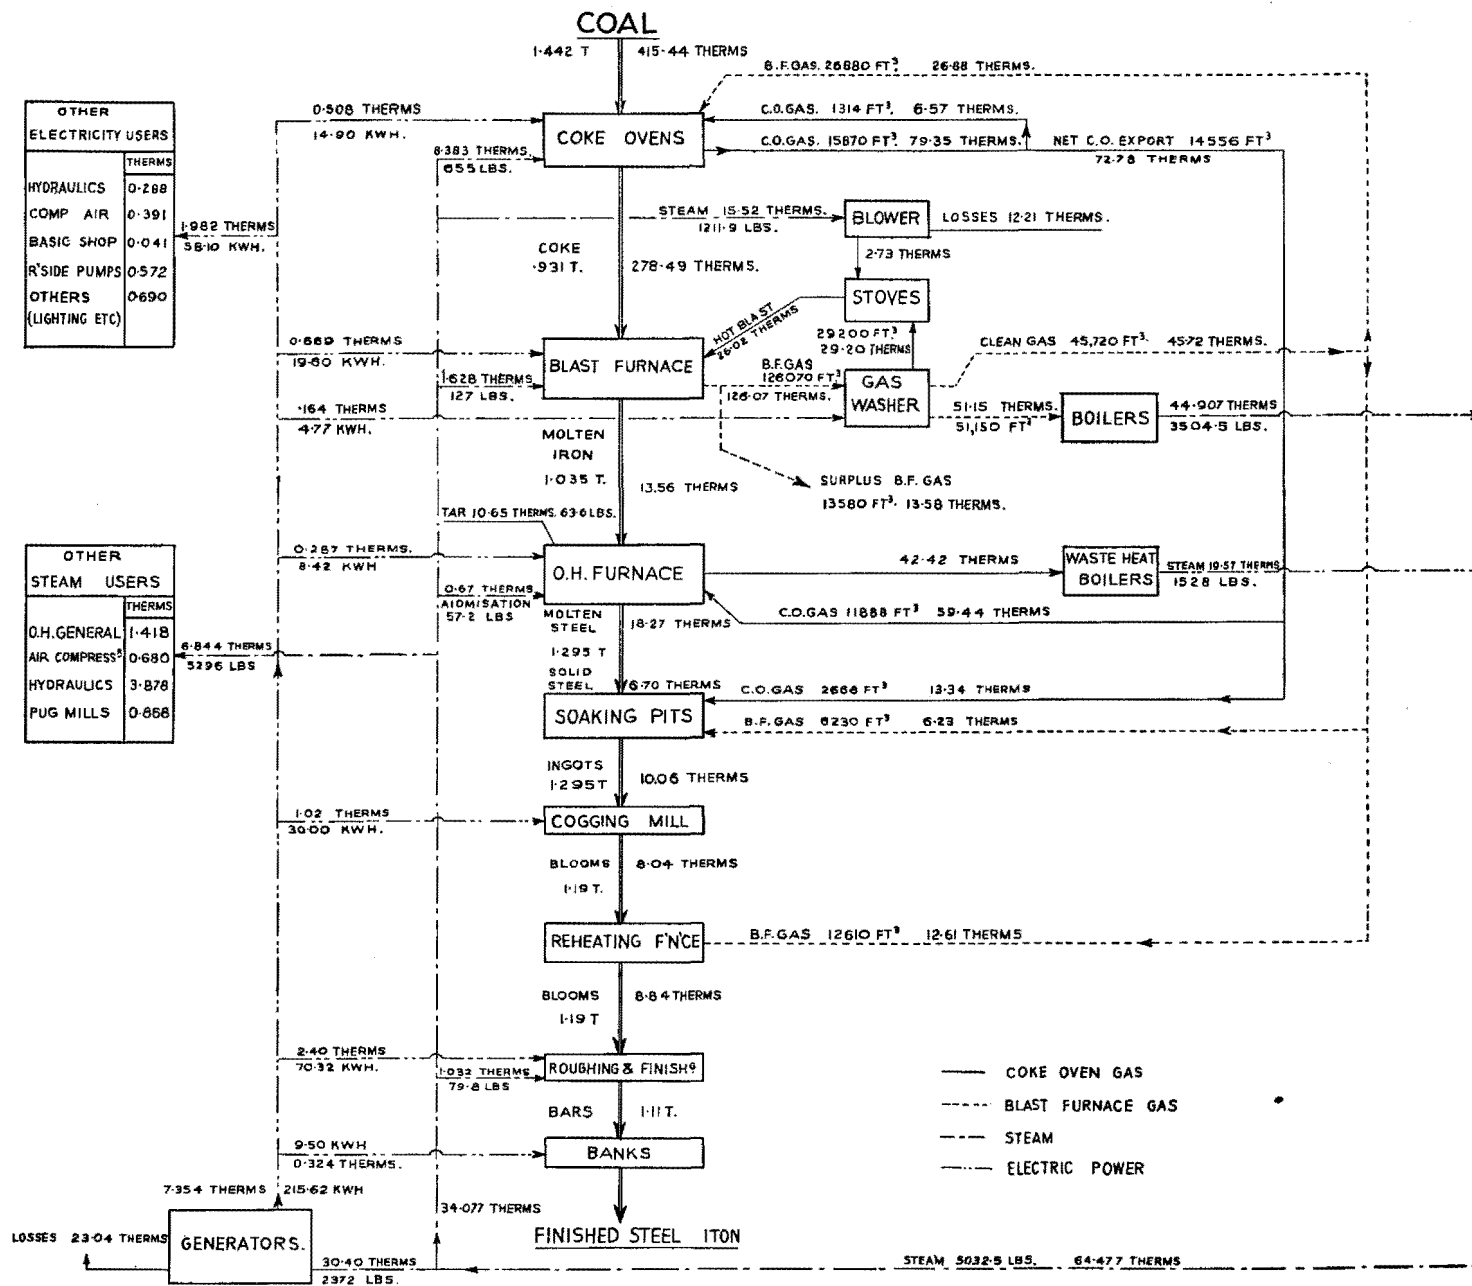 COAL
1.442 T
415.44 THERMS
B.F.GAS. 26880 FT³. 26.88 THERMS.
OTHER
ELECTRICITY USERS
THERMS
HYDRAULICS 0.288
COMP AIR 0.391
BASIC SHOP 0.041
R'SIDE PUMPS 0.572
OTHERS 0.690
(LIGHTING ETC)
1.982 THERMS
58.10 KWH.
0.508 THERMS
14.90 KWH.
8.383 THERMS.
655 LBS.
COKE OVENS
C.O.GAS. 1314 FT³. 6.57 THERMS.
C.O.GAS. 15870 FT³. 79.35 THERMS.
NET C.O. EXPORT 14556 FT³
72.78 THERMS
STEAM 15.52 THERMS.
1211.9 LBS.
BLOWER
LOSSES 12.21 THERMS.
2.73 THERMS
COKE
.931 T.
278.49 THERMS.
STOVES
HOT BLAST
26.02 THERMS
29200 FT³.
29.20 THERMS
0.669 THERMS
19.60 KWH.
1.628 THERMS
127 LBS.
BLAST FURNACE
B.F.GAS
126070 FT³
126.07 THERMS.
GAS
WASHER
CLEAN GAS 45,720 FT³. 45.72 THERMS.
51.15 THERMS.
51,150 FT³
BOILERS
44.907 THERMS
3504.5 LBS.
.164 THERMS
4.77 KWH.
MOLTEN
IRON
1.035 T.
13.56 THERMS
SURPLUS B.F. GAS
13580 FT³. 13.58 THERMS.
TAR 10.65 THERMS. 63.6 LBS.
OTHER
STEAM USERS
THERMS
O.H.GENERAL 1.418
AIR COMPRESSᴿ 0.680
HYDRAULICS 3.878
PUG MILLS 0.868
6.844 THERMS
5296 LBS
0.287 THERMS.
8.42 KWH
0.67 THERMS
AIOMISATION
57.2 LBS
O.H. FURNACE
42.42 THERMS
WASTE HEAT
BOILERS
STEAM 19.57 THERMS
1528 LBS.
C.O.GAS 11888 FT³ 59.44 THERMS
MOLTEN
STEEL
18.27 THERMS
1.295 T
SOLID
STEEL
6.70 THERMS
SOAKING PITS
C.O.GAS 2668 FT³ 13.34 THERMS
B.F.GAS 6230 FT³ 6.23 THERMS
INGOTS
1.295 T
10.06 THERMS
1.02 THERMS
30.00 KWH.
COGGING MILL
BLOOMS
1.19 T.
8.04 THERMS
REHEATING F'N'CE
B.F.GAS 12610 FT³ 12.61 THERMS
BLOOMS
1.19 T
8.84 THERMS
2.40 THERMS
70.32 KWH.
1.032 THERMS
79.8 LBS
ROUGHING & FINISHᴳ
BARS
1.11 T.
9.50 KWH
0.324 THERMS.
BANKS
FINISHED STEEL 1TON
COKE OVEN GAS
BLAST FURNACE GAS
STEAM
ELECTRIC POWER
7.354 THERMS
215.62 KWH
34.077 THERMS
LOSSES 23.04 THERMS
GENERATORS.
30.40 THERMS
2372 LBS.
STEAM 5032.5 LBS. 64.477 THERMS